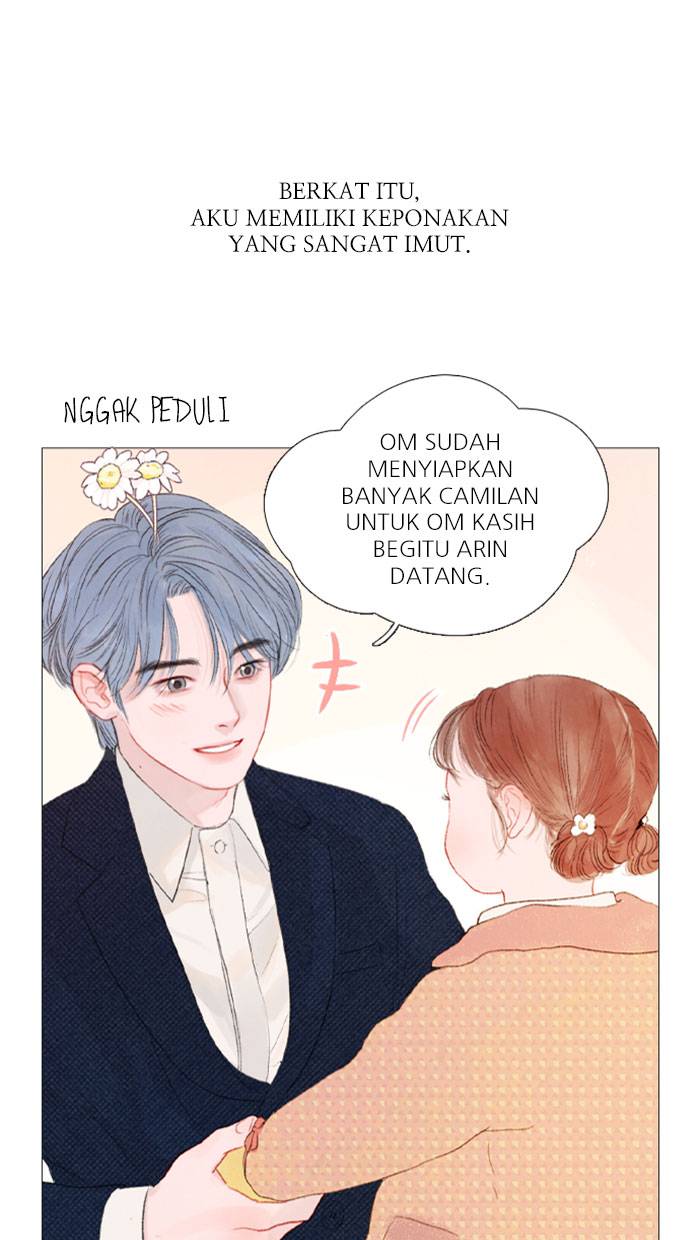 BERKAT ITU,
AKU MEMILIKI KEPONAKAN
YANG SANGAT IMUT.
NGGAK PEDULI
OM SUDAH
MENYIAPKAN
BANYAK CAMILAN
UNTUK OM KASIH
BEGITU ARIN
DATANG.